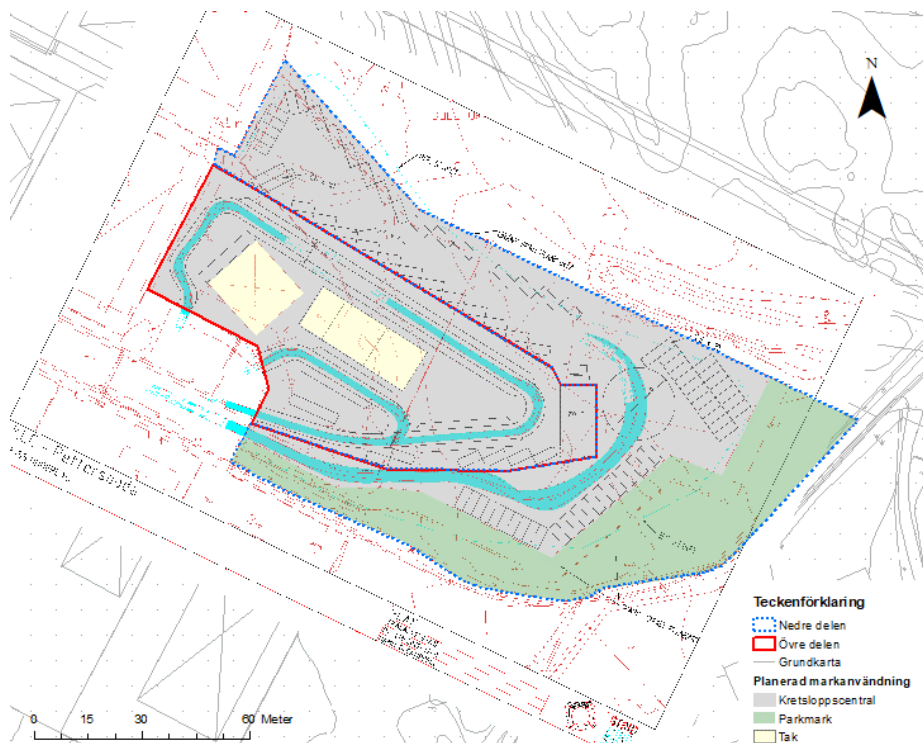 N
Teckenförklaring
Nedre delen
Övre delen
Grundkarta
Planerad markanvändning
Kretsloppscentral
Parkmark
Tak
0 15 30 60 Meter